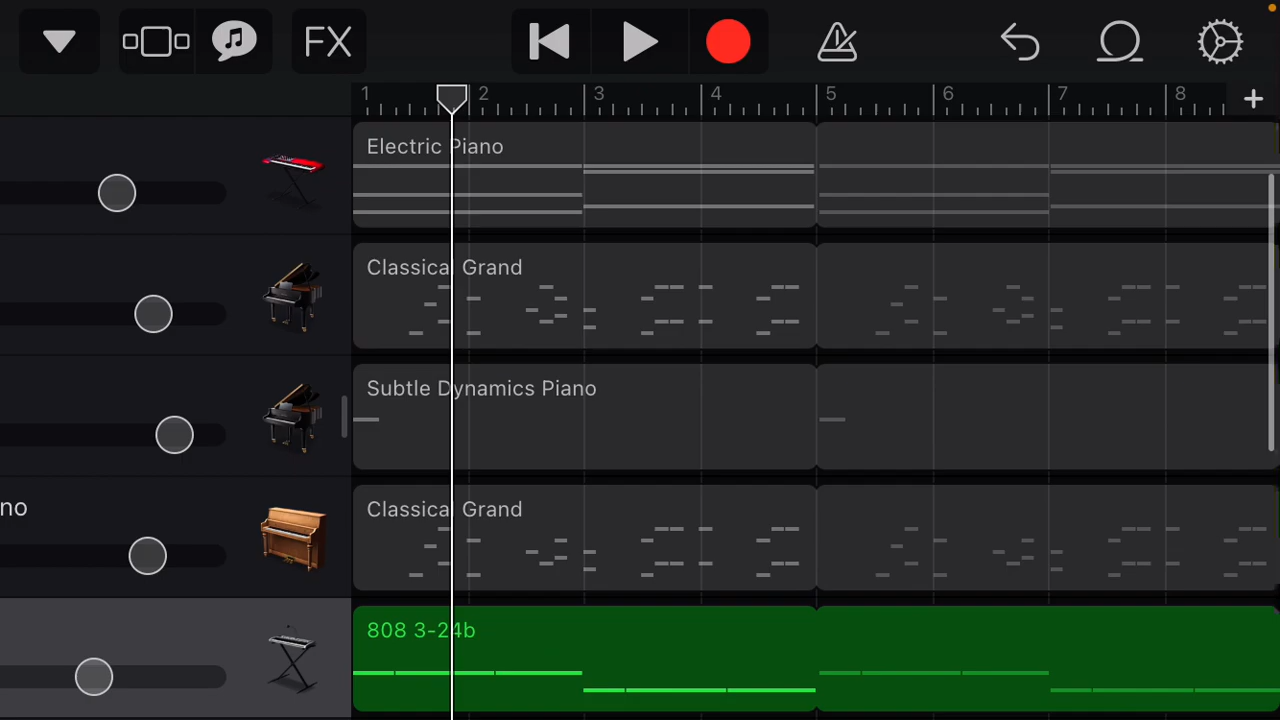 FX
1 2 3 4 5 6 7 8 +
Electric Piano
Classical Grand
Subtle Dynamics Piano
no
Classical Grand
808 3-24b